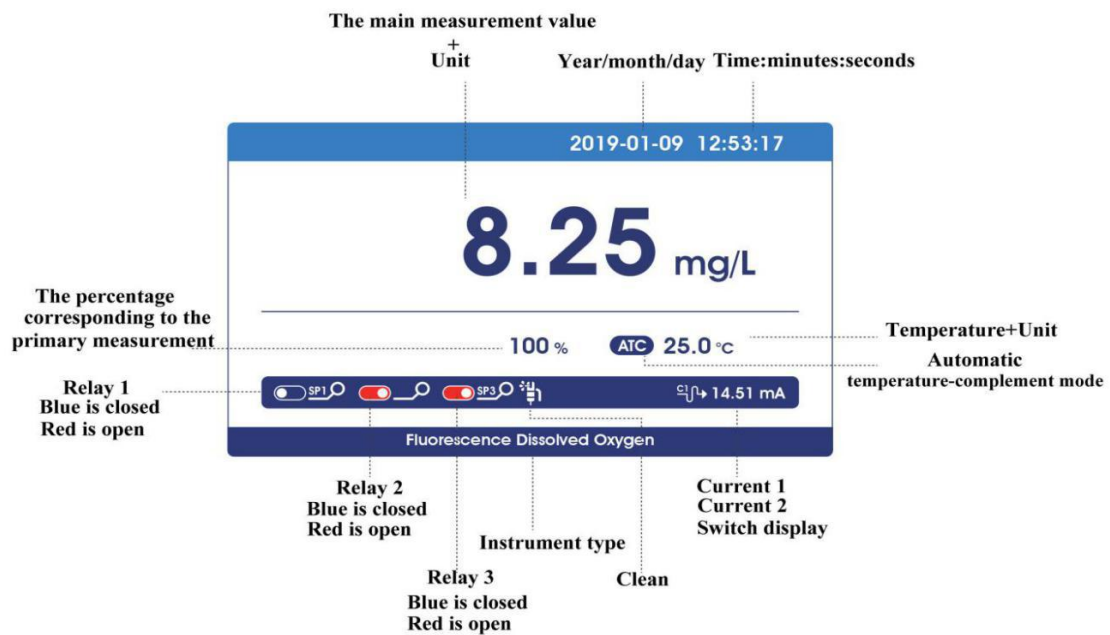 The main measurement value
+
Unit
Year/month/day
Time:minutes:seconds
2019-01-09 12:53:17
8.25 mg/L
The percentage
corresponding to the
primary measurement
100 %
ATC 25.0 °C
Temperature+Unit
Automatic
temperature-complement mode
Relay 1
Blue is closed
Red is open
SP1
SP3
C1 14.51 mA
Fluorescence Dissolved Oxygen
Relay 2
Blue is closed
Red is open
Current 1
Current 2
Switch display
Instrument type
Relay 3
Blue is closed
Red is open
Clean